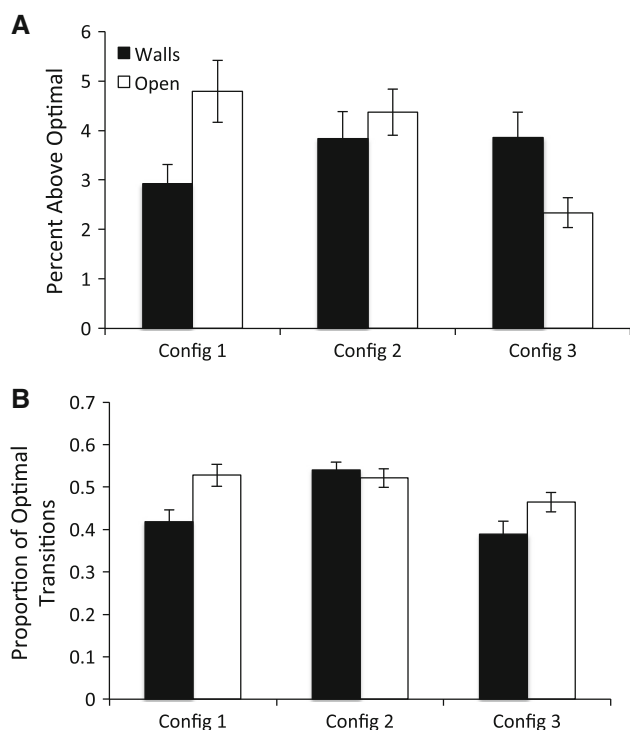 A
Percent Above Optimal
6
5
4
3
2
1
0
Walls
Open
Config 1
Config 2
Config 3
B
Proportion of Optimal
Transitions
0.7
0.6
0.5
0.4
0.3
0.2
0.1
0
Config 1
Config 2
Config 3